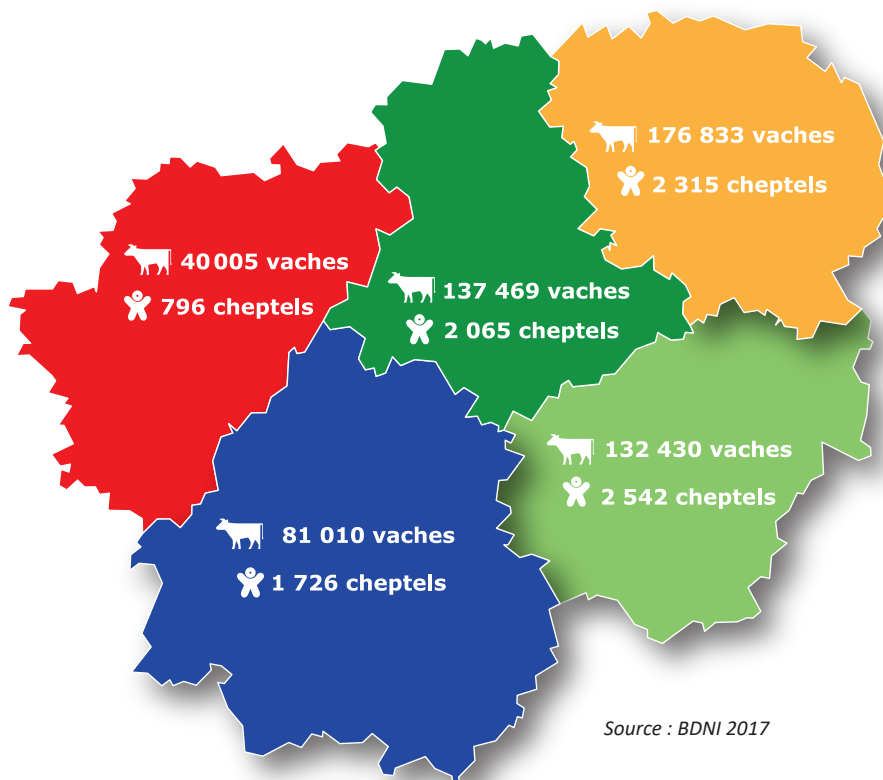 176 833 vaches
2 315 cheptels
40 005 vaches
796 cheptels
137 469 vaches
2 065 cheptels
132 430 vaches
2 542 cheptels
81 010 vaches
1 726 cheptels
Source : BDNI 2017